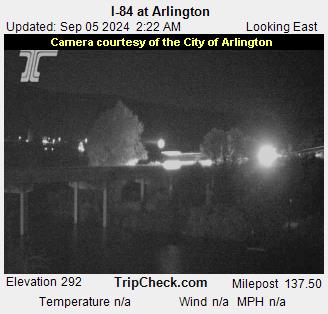 I-84 at Arlington
Updated: Sep 05 2024 2:22 AM Looking East
Camera courtesy of the City of Arlington
Elevation 292 TripCheck.com Milepost 137.50
Temperature n/a Wind n/a MPH n/a